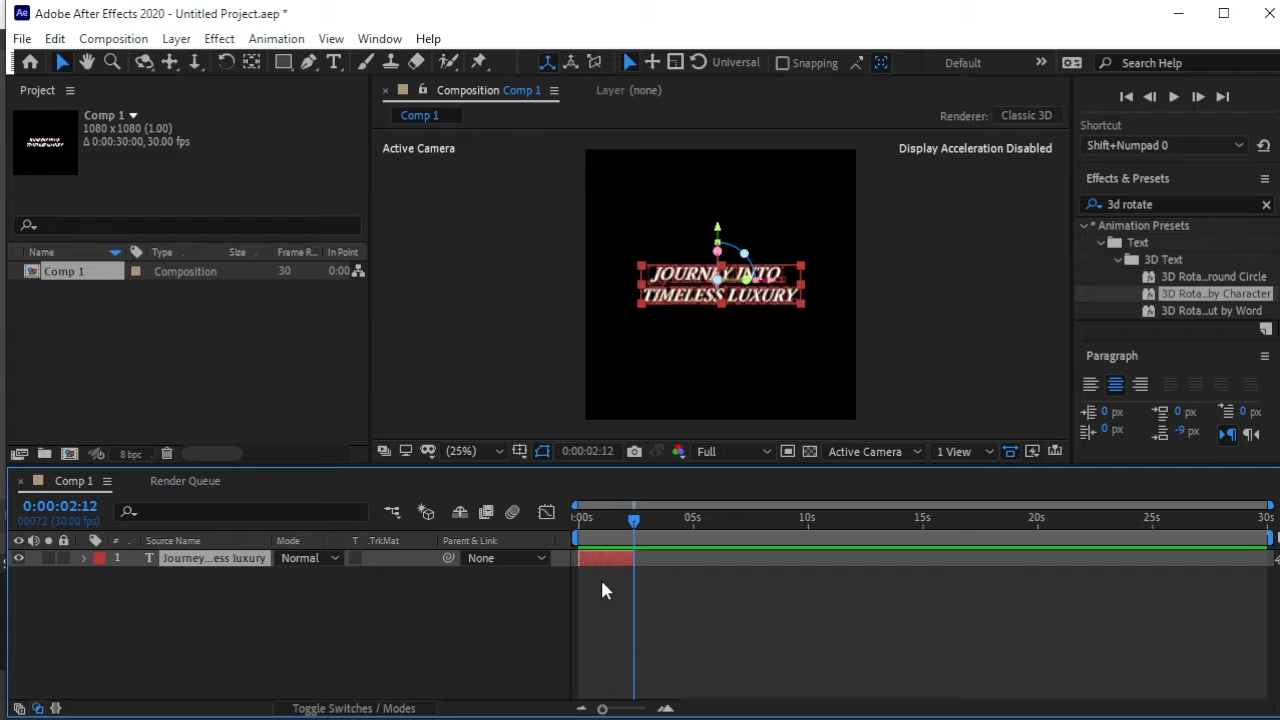 Adobe After Effects 2020 - Untitled Project.aep *
File Edit Composition Layer Effect Animation View Window Help
Universal Snapping Default Search Help
Project
Comp 1
1080 x 1080 (1.00)
Δ 0:00:30:00, 30.00 fps
Name Type Size Frame R... In Point
Comp 1 Composition 30 0:00
8 bpc
Composition Comp 1 Layer (none)
Comp 1 Renderer: Classic 3D
Active Camera Display Acceleration Disabled
JOURNEY INTO
TIMELESS LUXURY
(25%) 0:00:02:12 Full Active Camera 1 View
Shortcut
Shift+Numpad 0
Effects & Presets
3d rotate
* Animation Presets
Text
3D Text
3D Rota...round Circle
3D Rota...by Character
3D Rota...ut by Word
Paragraph
0 px 0 px 0 px
0 px -9 px
Comp 1 Render Queue
0:00:02:12
00072 (30.00 fps)
:00s 05s 10s 15s 20s 25s 30s
# Source Name Mode T .TrkMat Parent & Link
1 T Journey...ess luxury Normal None
Toggle Switches / Modes